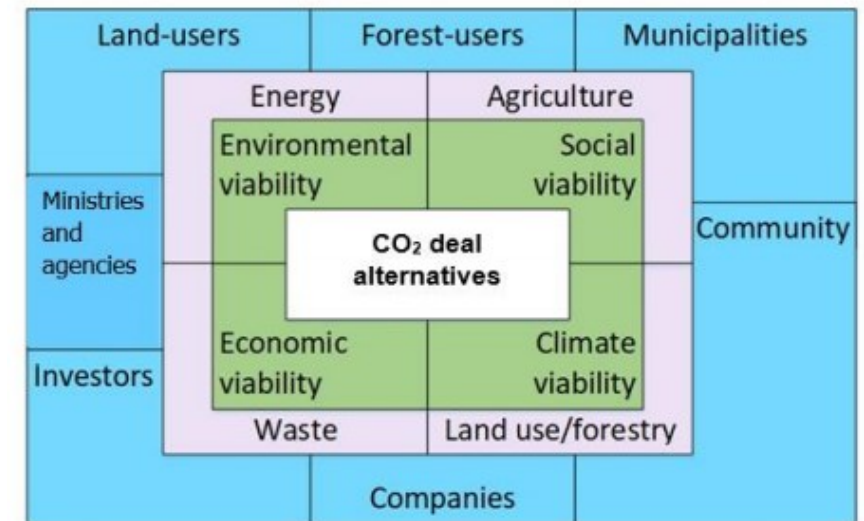 Land-users
Forest-users
Municipalities
Energy
Agriculture
Environmental
viability
Social
viability
Ministries
and
agencies
CO₂ deal
alternatives
Community
Economic
viability
Climate
viability
Investors
Waste
Land use/forestry
Companies